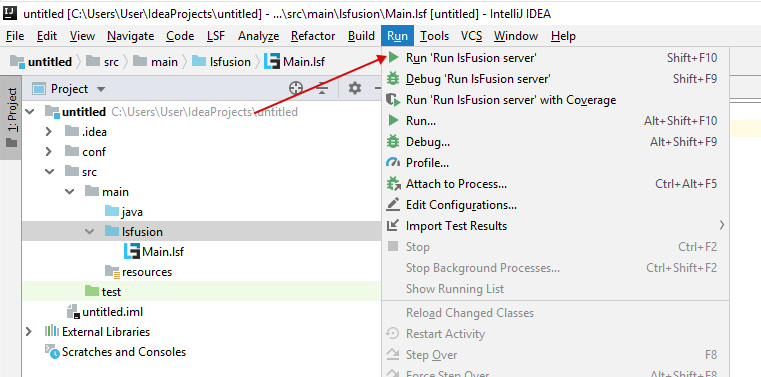 untitled [C:\Users\User\IdeaProjects\untitled] - ...\src\main\lsfusion\Main.lsf [untitled] - IntelliJ IDEA
File Edit View Navigate Code LSF Analyze Refactor Build Run Tools VCS Window Help
untitled src main lsfusion Main.lsf
1: Project
Project
untitled C:\Users\User\IdeaProjects\untitled
.idea
conf
src
main
java
lsfusion
Main.lsf
resources
test
untitled.iml
External Libraries
Scratches and Consoles
Run 'Run lsFusion server' Shift+F10
Debug 'Run lsFusion server' Shift+F9
Run 'Run lsFusion server' with Coverage
Run... Alt+Shift+F10
Debug... Alt+Shift+F9
Profile...
Attach to Process... Ctrl+Alt+F5
Edit Configurations...
Import Test Results
Stop Ctrl+F2
Stop Background Processes... Ctrl+Shift+F2
Show Running List
Reload Changed Classes
Restart Activity
Step Over F8
Force Step Over Alt+Shift+F8